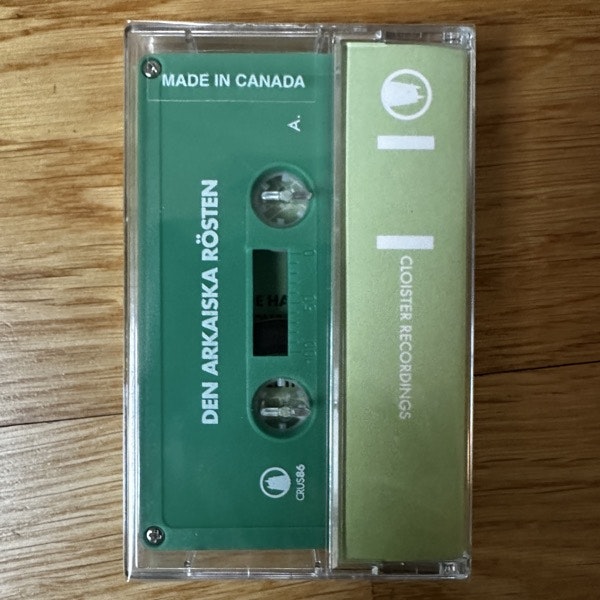 MADE IN CANADA
A.
DEN ARKAISKA RÖSTEN
CRUS86
CLOISTER RECORDINGS